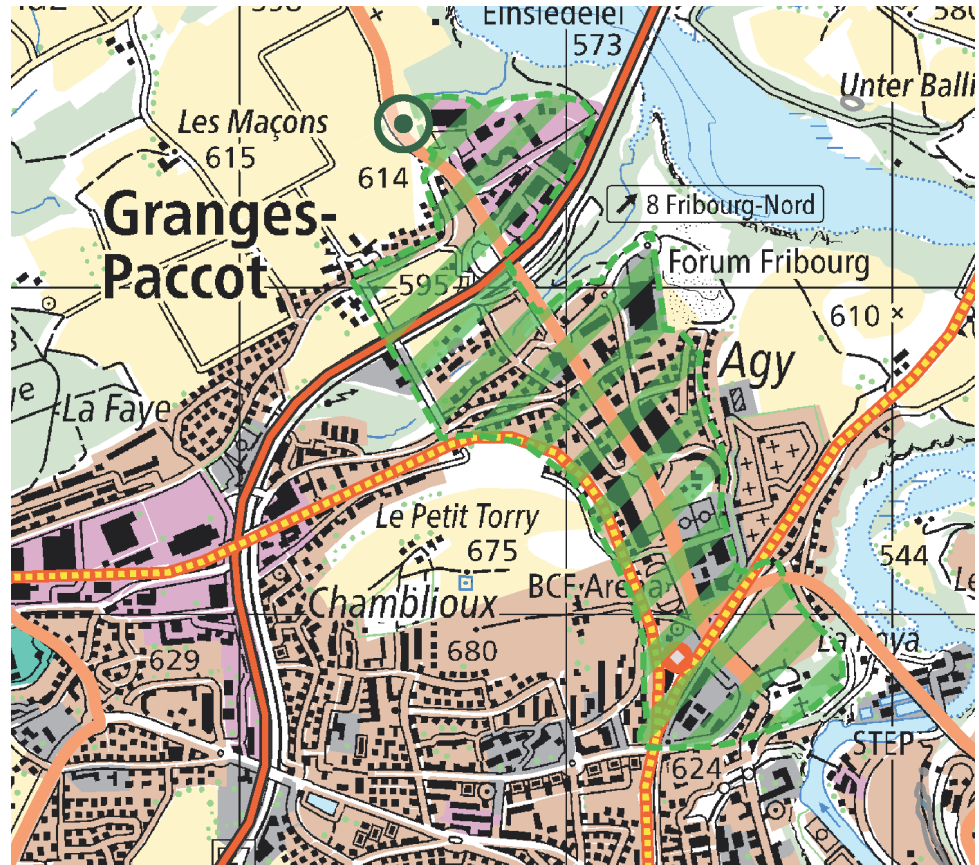 Einsiedelei
573
Unter Balli
Les Maçons
615
614
8 Fribourg-Nord
Granges-
Paccot
595
Forum Fribourg
610
Agy
La Faye
Le Petit Torry
675
544
BCF Arena
Chamblioux
629
680
STEP
624